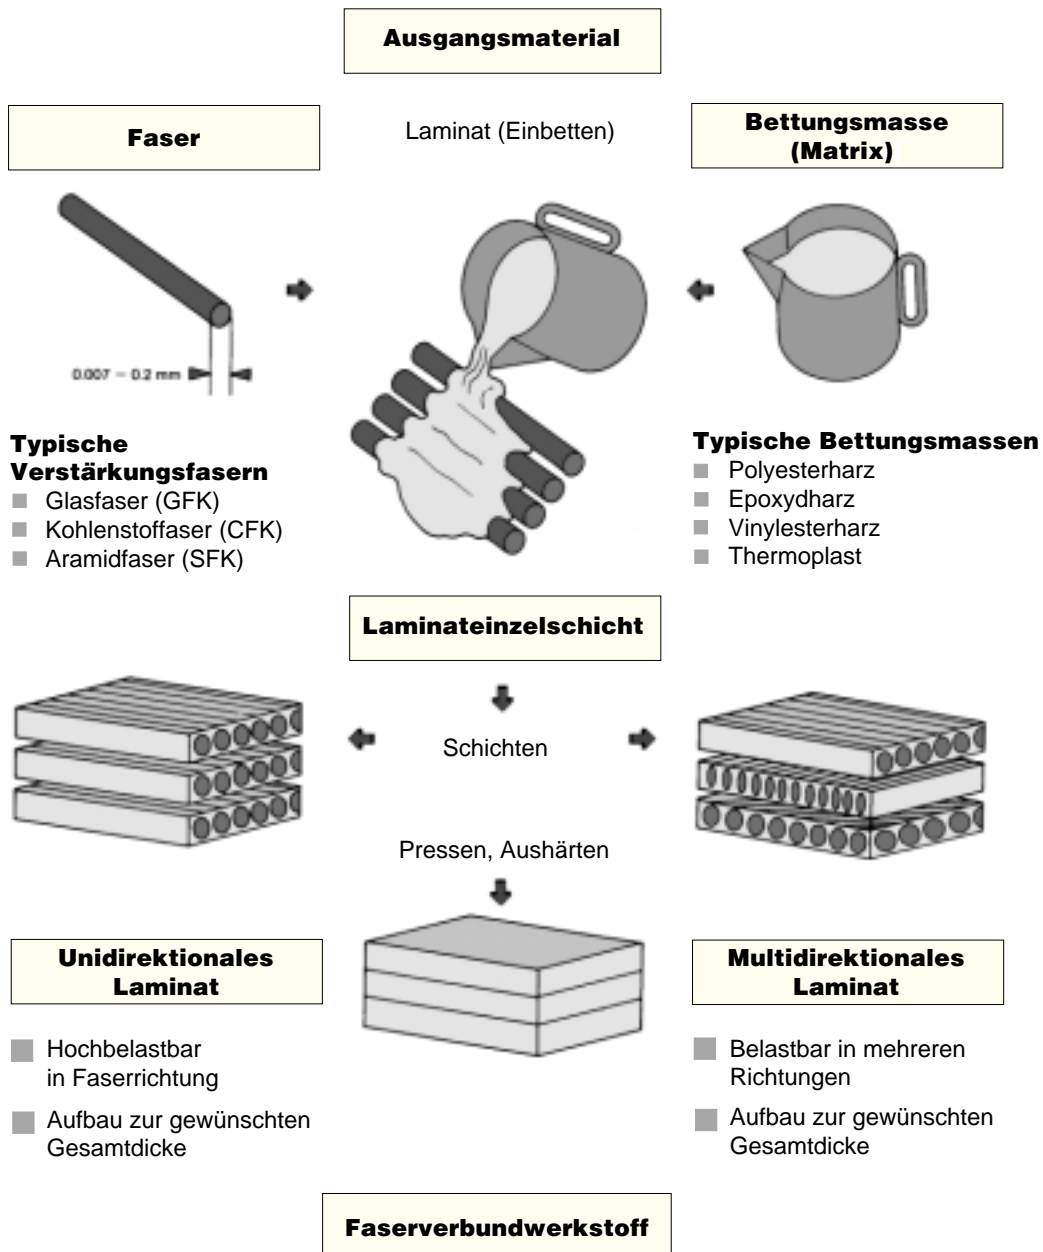 Ausgangsmaterial
Faser
Laminat (Einbetten)
Bettungsmasse
(Matrix)
0.007 – 0.2 mm
Typische
Verstärkungsfasern
Glasfaser (GFK)
Kohlenstoffaser (CFK)
Aramidfaser (SFK)
Typische Bettungsmassen
Polyesterharz
Epoxydharz
Vinylesterharz
Thermoplast
Laminateinzelschicht
Schichten
Pressen, Aushärten
Unidirektionales
Laminat
Hochbelastbar
in Faserrichtung
Aufbau zur gewünschten
Gesamtdicke
Multidirektionales
Laminat
Belastbar in mehreren
Richtungen
Aufbau zur gewünschten
Gesamtdicke
Faserverbundwerkstoff